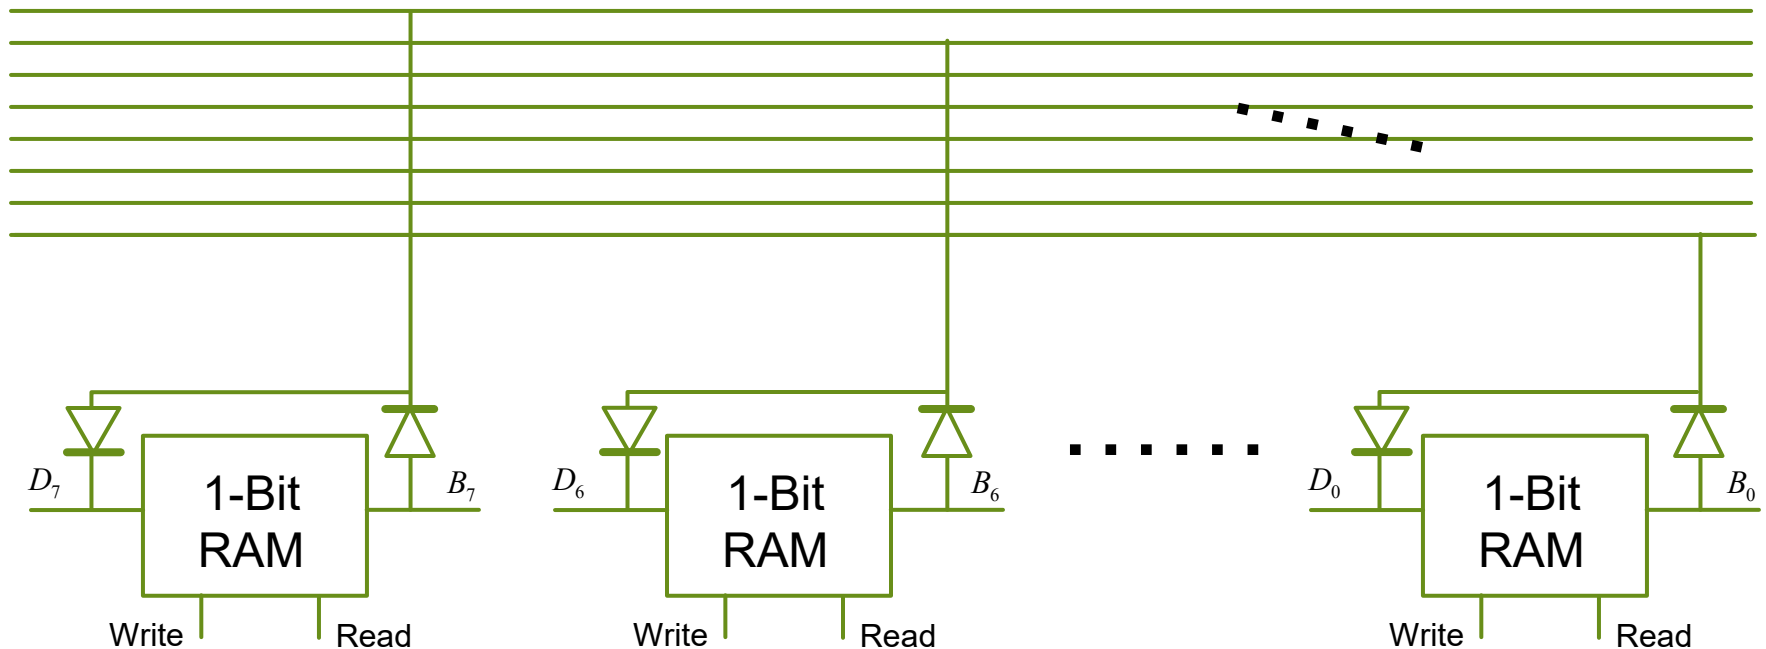 D7
B7
1-Bit
RAM
Write
Read
D6
B6
1-Bit
RAM
Write
Read
D0
B0
1-Bit
RAM
Write
Read